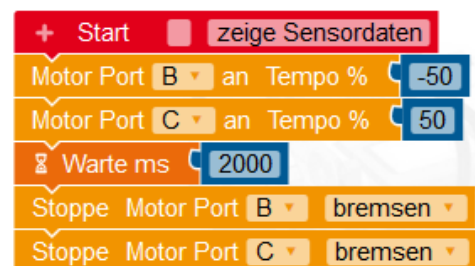 + Start zeige Sensordaten
Motor Port B an Tempo % -50
Motor Port C an Tempo % 50
Warte ms 2000
Stoppe Motor Port B bremsen
Stoppe Motor Port C bremsen